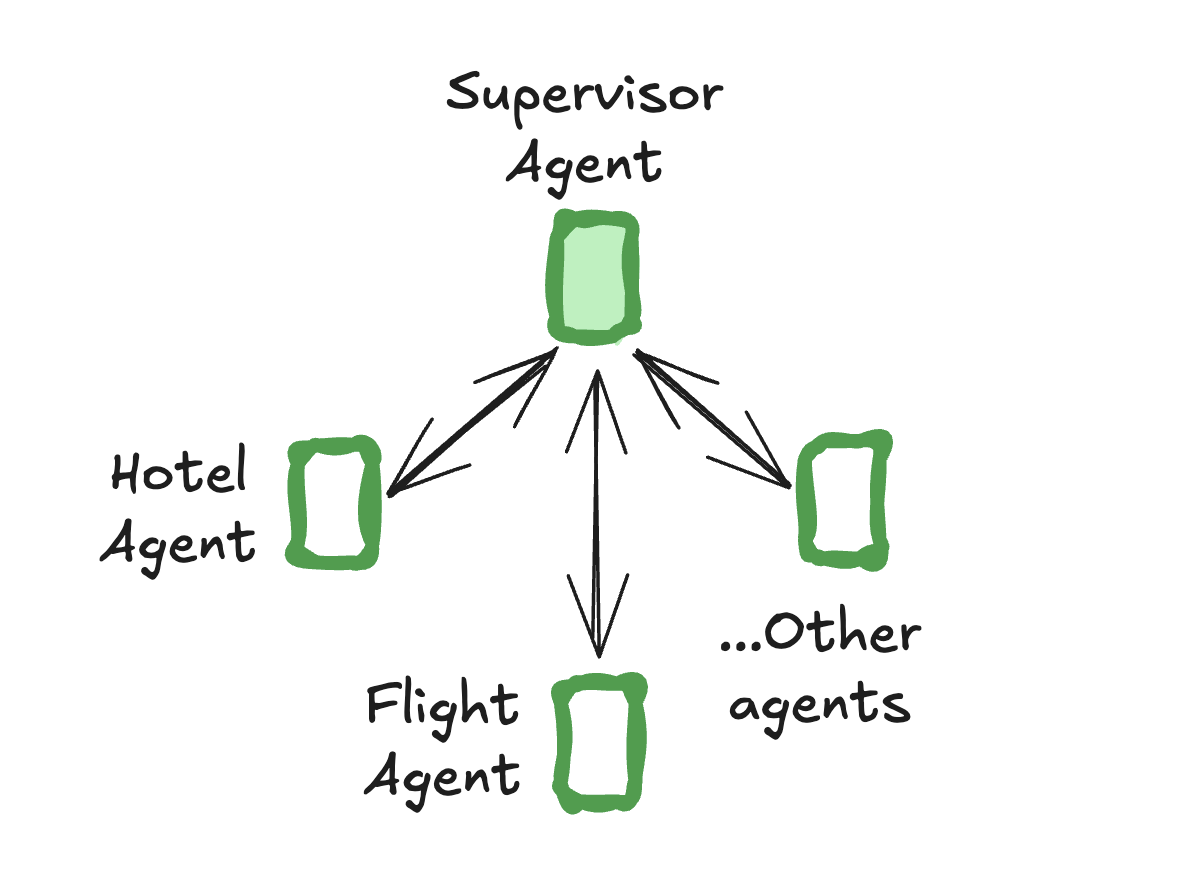 Supervisor
Agent
Hotel
Agent
Flight
Agent
...Other
agents